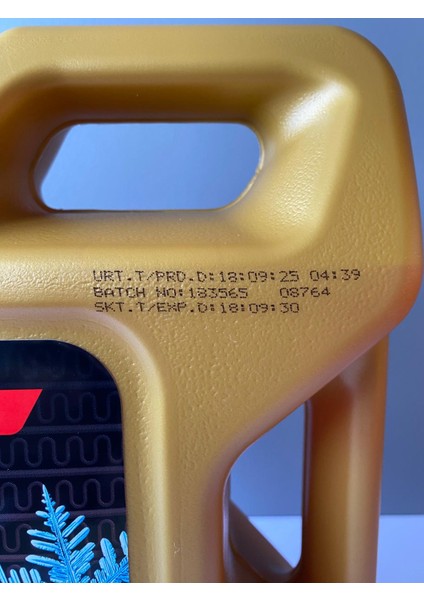 URT.T/PRD.D:18:09:25 04:39
BATCH NO:183565 08764
SKT.T/EXP.D:18:09:30